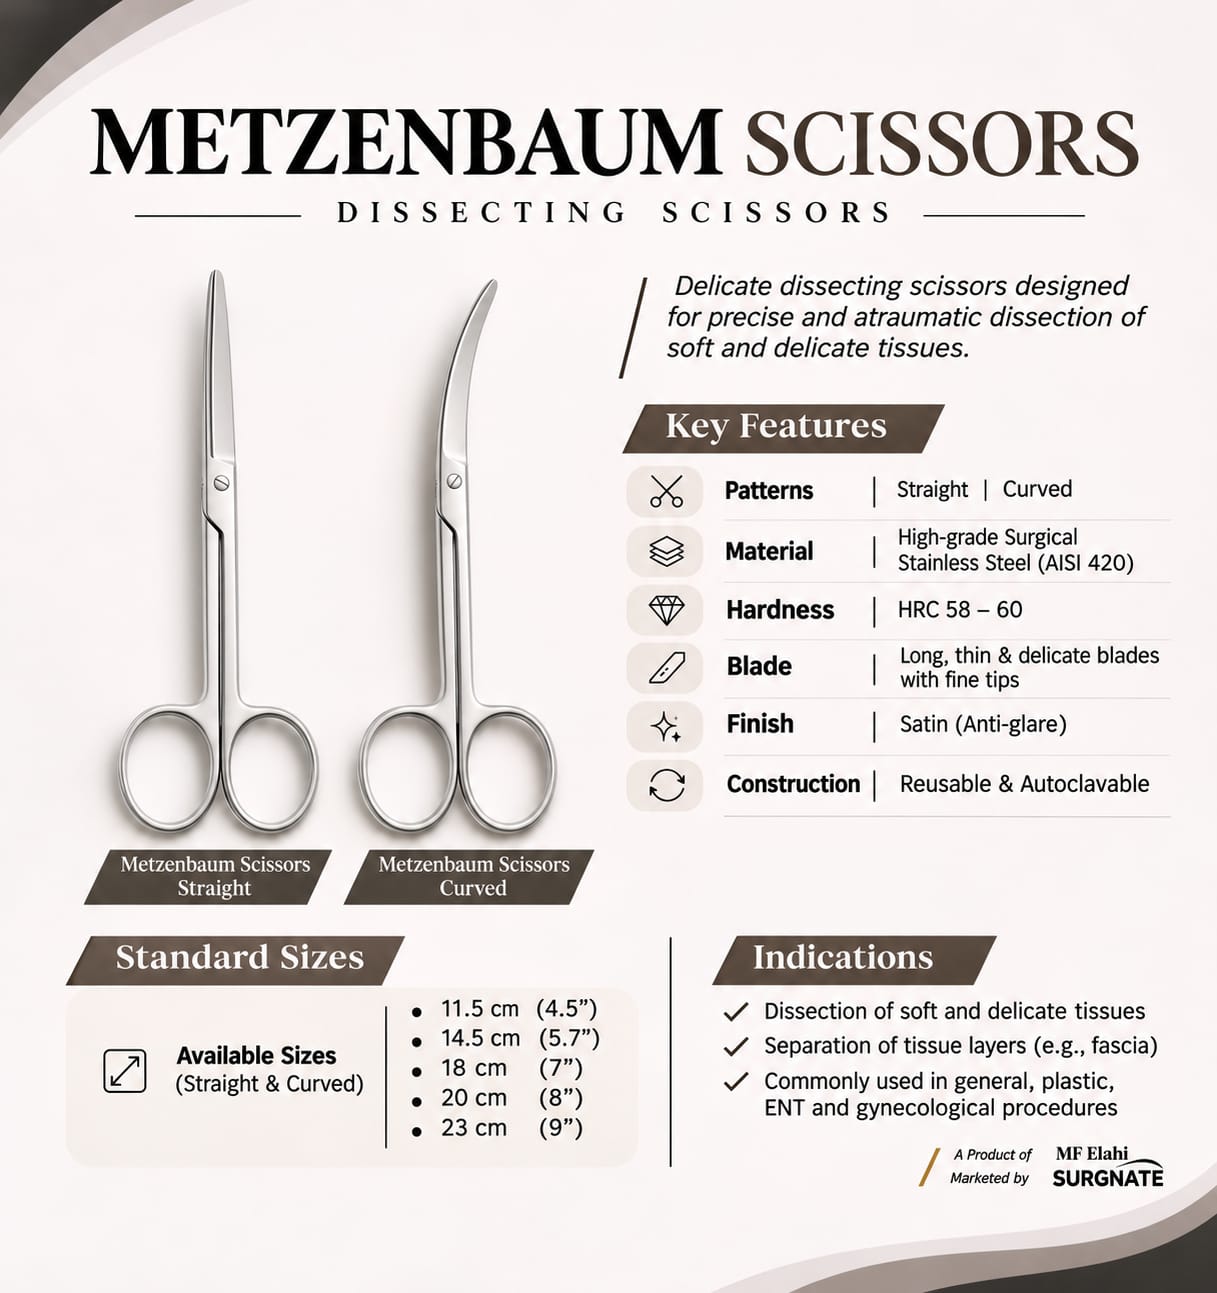 METZENBAUM SCISSORS
DISSECTING SCISSORS
Delicate dissecting scissors designed
for precise and atraumatic dissection of
soft and delicate tissues.
Key Features
Patterns | Straight | Curved
Material | High-grade Surgical
Stainless Steel (AISI 420)
Hardness | HRC 58 – 60
Blade | Long, thin & delicate blades
with fine tips
Finish | Satin (Anti-glare)
Construction | Reusable & Autoclavable
Metzenbaum Scissors
Straight
Metzenbaum Scissors
Curved
Standard Sizes
Available Sizes
(Straight & Curved)
• 11.5 cm (4.5”)
• 14.5 cm (5.7”)
• 18 cm (7”)
• 20 cm (8”)
• 23 cm (9”)
Indications
✓ Dissection of soft and delicate tissues
✓ Separation of tissue layers (e.g., fascia)
✓ Commonly used in general, plastic,
ENT and gynecological procedures
A Product of MF Elahi
Marketed by SURGNATE